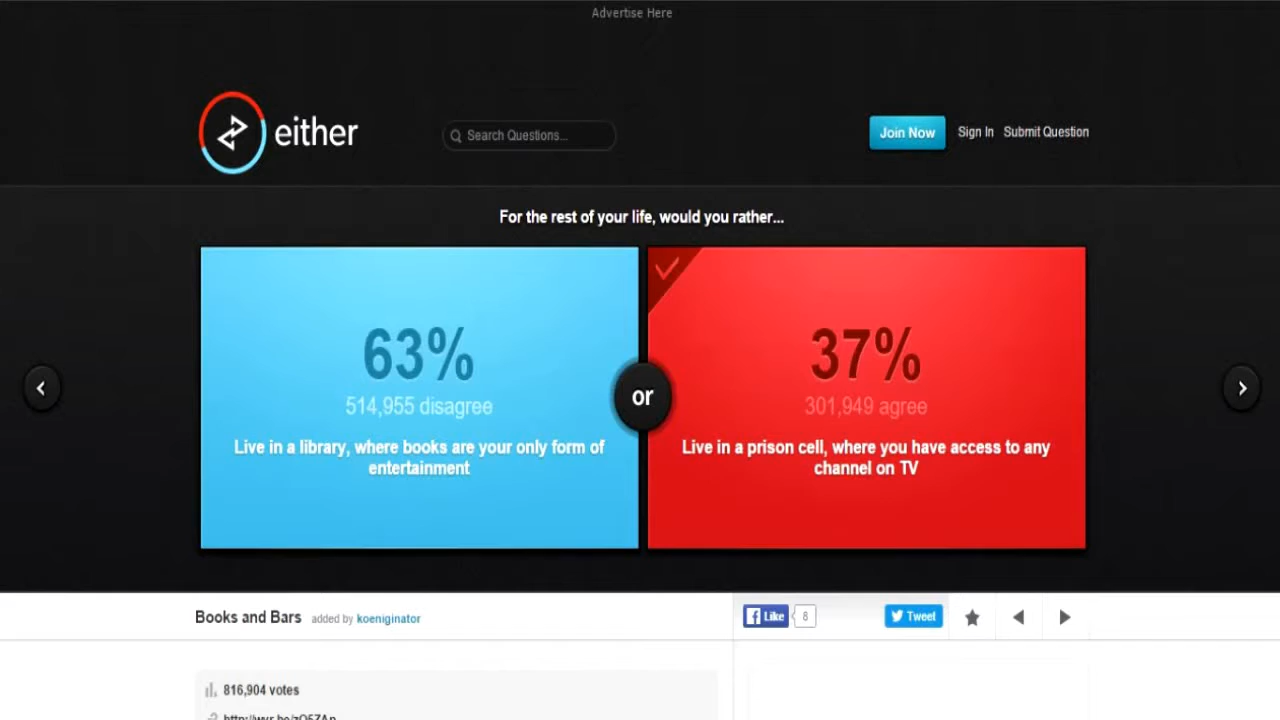 Advertise Here
either
Search Questions...
Join Now
Sign In
Submit Question
For the rest of your life, would you rather...
63%
514,955 disagree
Live in a library, where books are your only form of
entertainment
or
37%
301,949 agree
Live in a prison cell, where you have access to any
channel on TV
Books and Bars added by koeniginator
Like
8
Tweet
816,904 votes